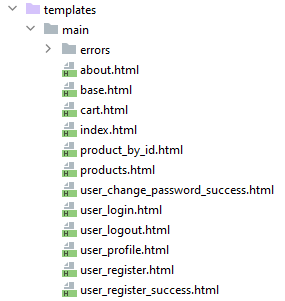 templates
main
errors
about.html
base.html
cart.html
index.html
product_by_id.html
products.html
user_change_password_success.html
user_login.html
user_logout.html
user_profile.html
user_register.html
user_register_success.html